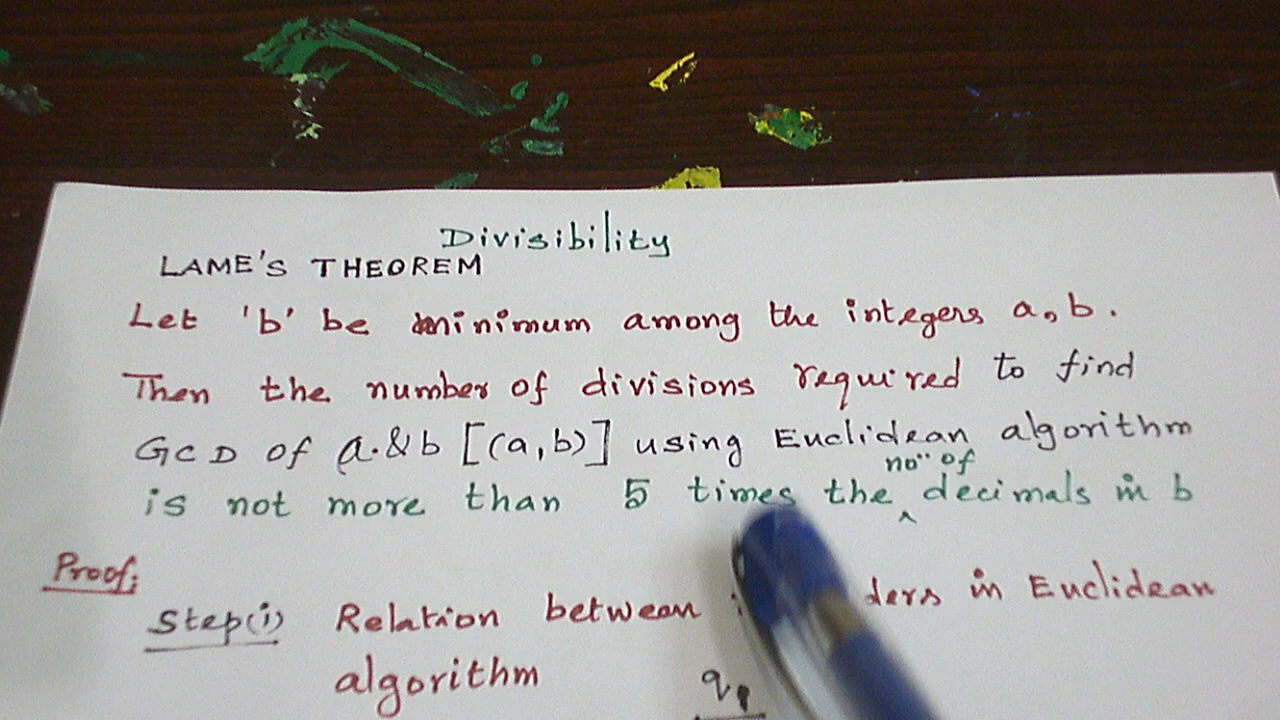 Divisibility
LAME'S THEOREM
Let 'b' be minimum among the integers a, b.
Then the number of divisions required to find
GCD of a. & b [(a, b)] using Euclidean algorithm
no" of
is not more than 5 times the ^ decimals in b
Proof:
Step(i) Relation between ders in Euclidean
algorithm
q1